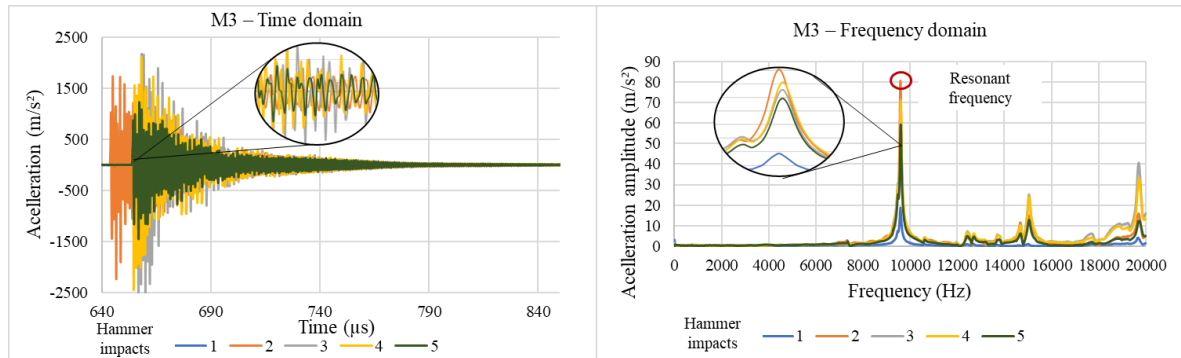 M3 – Time domain
2500
1500
500
-500
-1500
-2500
Acelleration (m/s²)
640 690 740 790 840
Time (µs)
Hammer impacts 1 2 3 4 5
M3 – Frequency domain
90
80
70
60
50
40
30
20
10
0
Acelleration amplitude (m/s²)
Resonant
frequency
0 2000 4000 6000 8000 10000 12000 14000 16000 18000 20000
Frequency (Hz)
Hammer
impacts 1 2 3 4 5